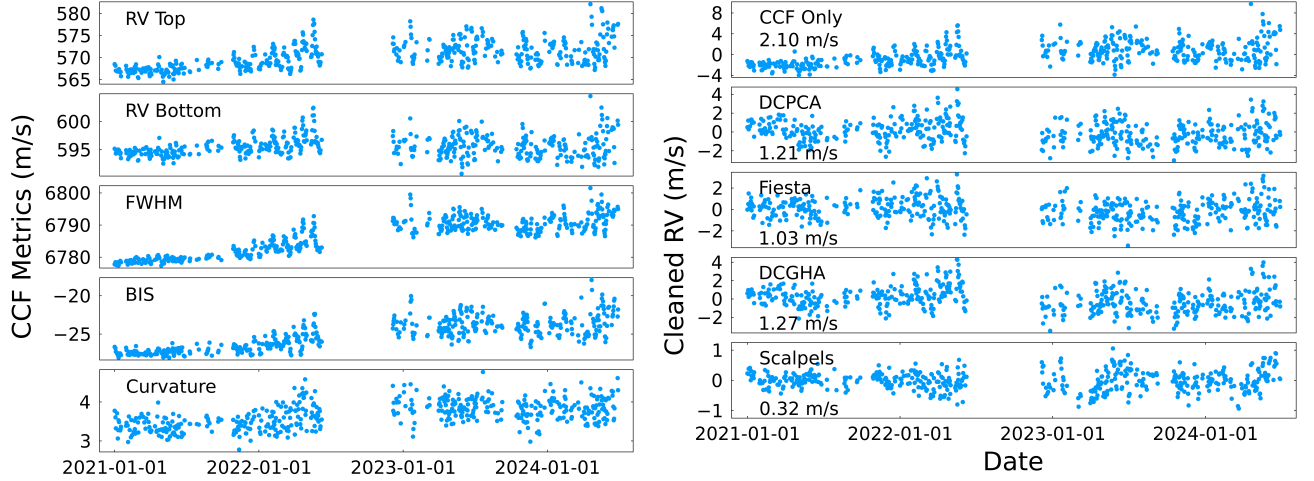 CCF Metrics (m/s)
580
575
570
565
RV Top
600
595
RV Bottom
6800
6790
6780
FWHM
−20
−25
BIS
4
3
Curvature
2021-01-01 2022-01-01 2023-01-01 2024-01-01
Cleaned RV (m/s)
8
4
0
−4
CCF Only
2.10 m/s
4
2
0
−2
DCPCA
1.21 m/s
2
0
−2
Fiesta
1.03 m/s
4
2
0
−2
DCGHA
1.27 m/s
1
0
−1
Scalpels
0.32 m/s
2021-01-01 2022-01-01 2023-01-01 2024-01-01
Date